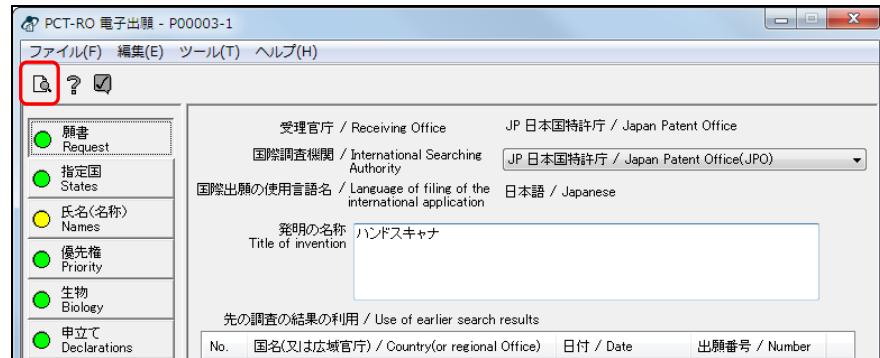 PCT-RO 電子出願 - P00003-1
ファイル(F) 編集(E) ツール(T) ヘルプ(H)
願書
Request
指定国
States
氏名(名称)
Names
優先権
Priority
生物
Biology
申立て
Declarations
受理官庁 / Receiving Office JP 日本国特許庁 / Japan Patent Office
国際調査機関 / International Searching
Authority
JP 日本国特許庁 / Japan Patent Office(JPO)
国際出願の使用言語名 / Language of filing of the
international application
日本語 / Japanese
発明の名称
Title of invention
ハンドスキャナ
先の調査の結果の利用 / Use of earlier search results
No. 国名(又は広域官庁) / Country(or regional Office) 日付 / Date 出願番号 / Number